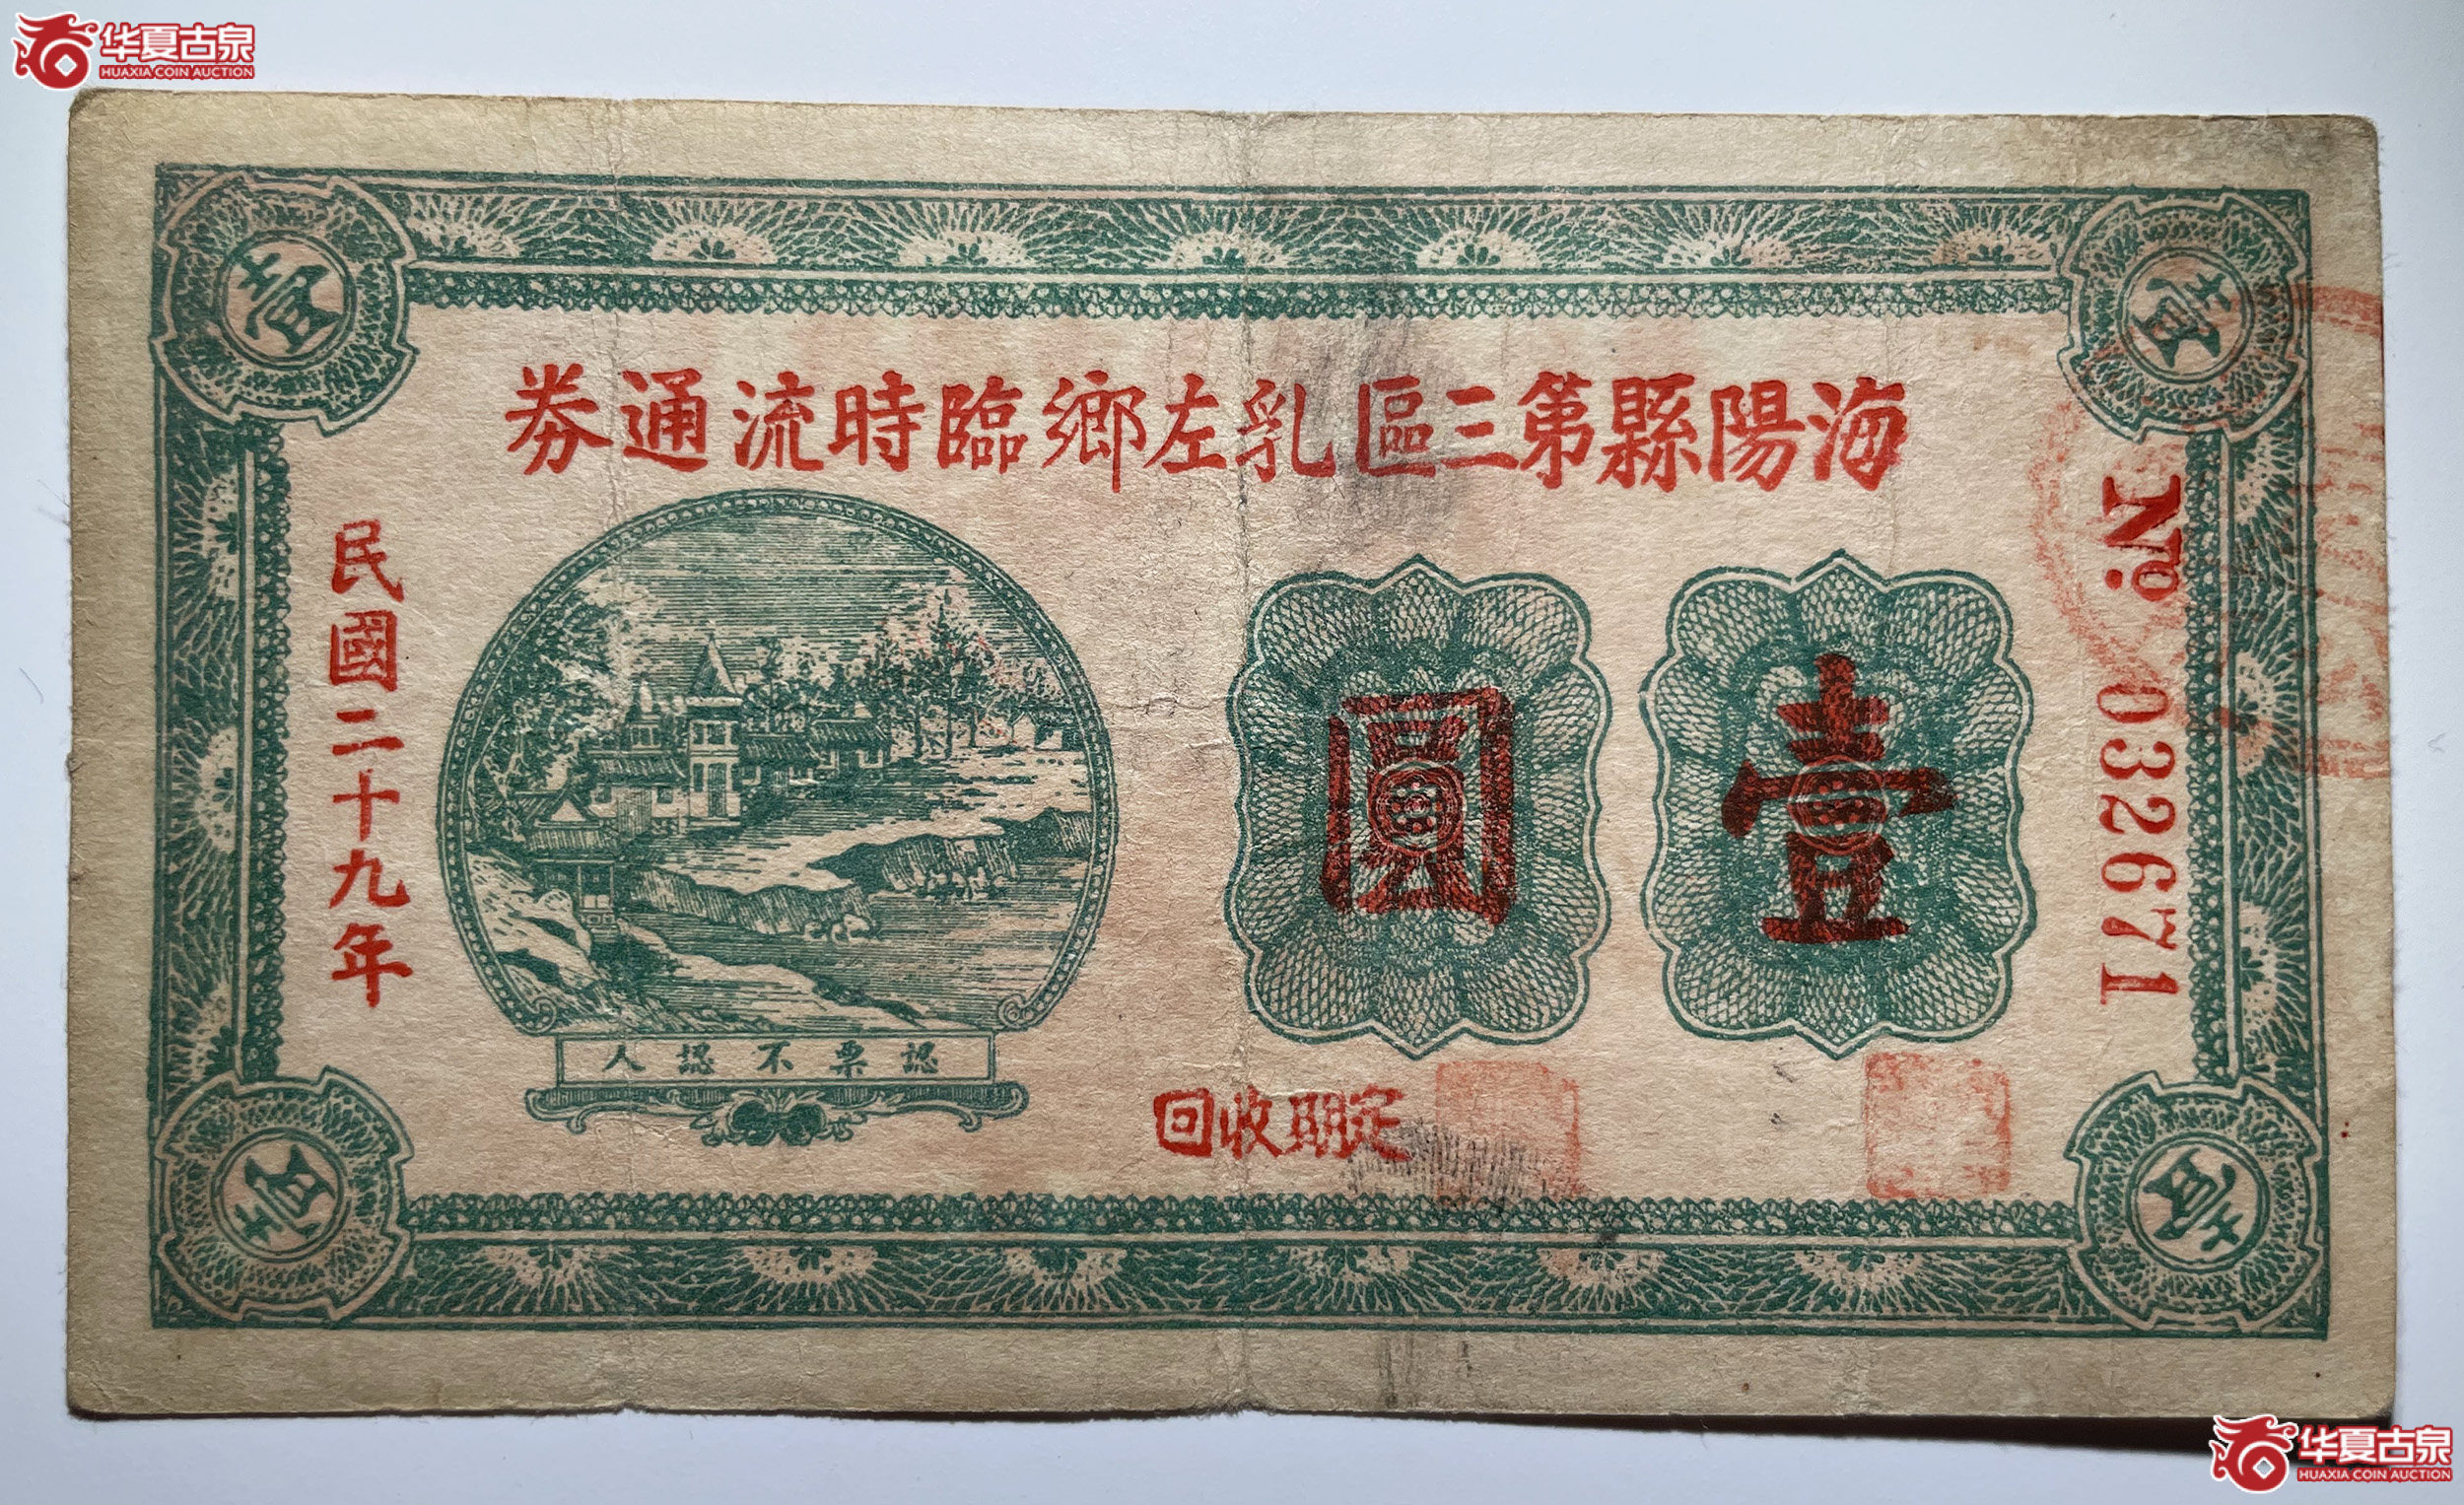 华夏古泉
HUAXIA COIN AUCTION
壹
壹
海陽縣第三區乳左鄉臨時流通券
No. 032671
壹圓
民國二十九年
認票不認人
定期收回
壹
壹
华夏古泉
HUAXIA COIN AUCTION